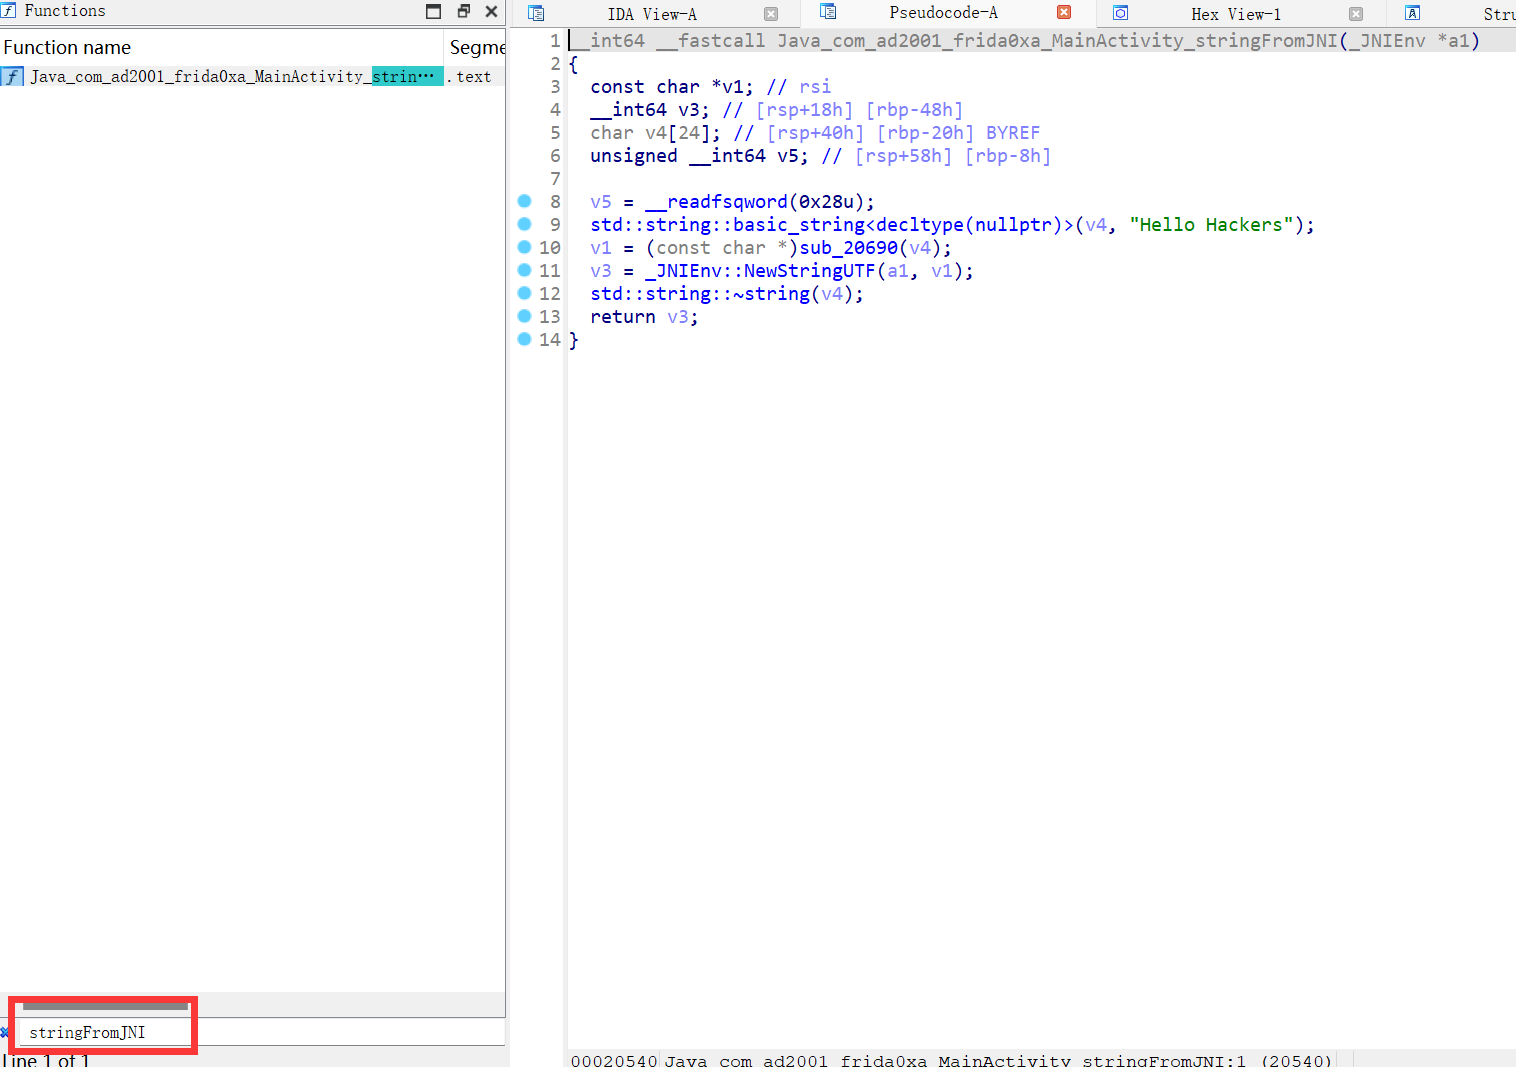 Functions
Function name Segme
f Java_com_ad2001_frida0xa_MainActivity_strin… .text
stringFromJNI
Line 1 of 1
IDA View-A Pseudocode-A Hex View-1 Stru
1 __int64 __fastcall Java_com_ad2001_frida0xa_MainActivity_stringFromJNI(_JNIEnv *a1)
2 {
3 const char *v1; // rsi
4 __int64 v3; // [rsp+18h] [rbp-48h]
5 char v4[24]; // [rsp+40h] [rbp-20h] BYREF
6 unsigned __int64 v5; // [rsp+58h] [rbp-8h]
7
8 v5 = __readfsqword(0x28u);
9 std::string::basic_string<decltype(nullptr)>(v4, "Hello Hackers");
10 v1 = (const char *)sub_20690(v4);
11 v3 = _JNIEnv::NewStringUTF(a1, v1);
12 std::string::~string(v4);
13 return v3;
14 }
00020540 Java_com_ad2001_frida0xa_MainActivity_stringFromJNI:1 (20540)